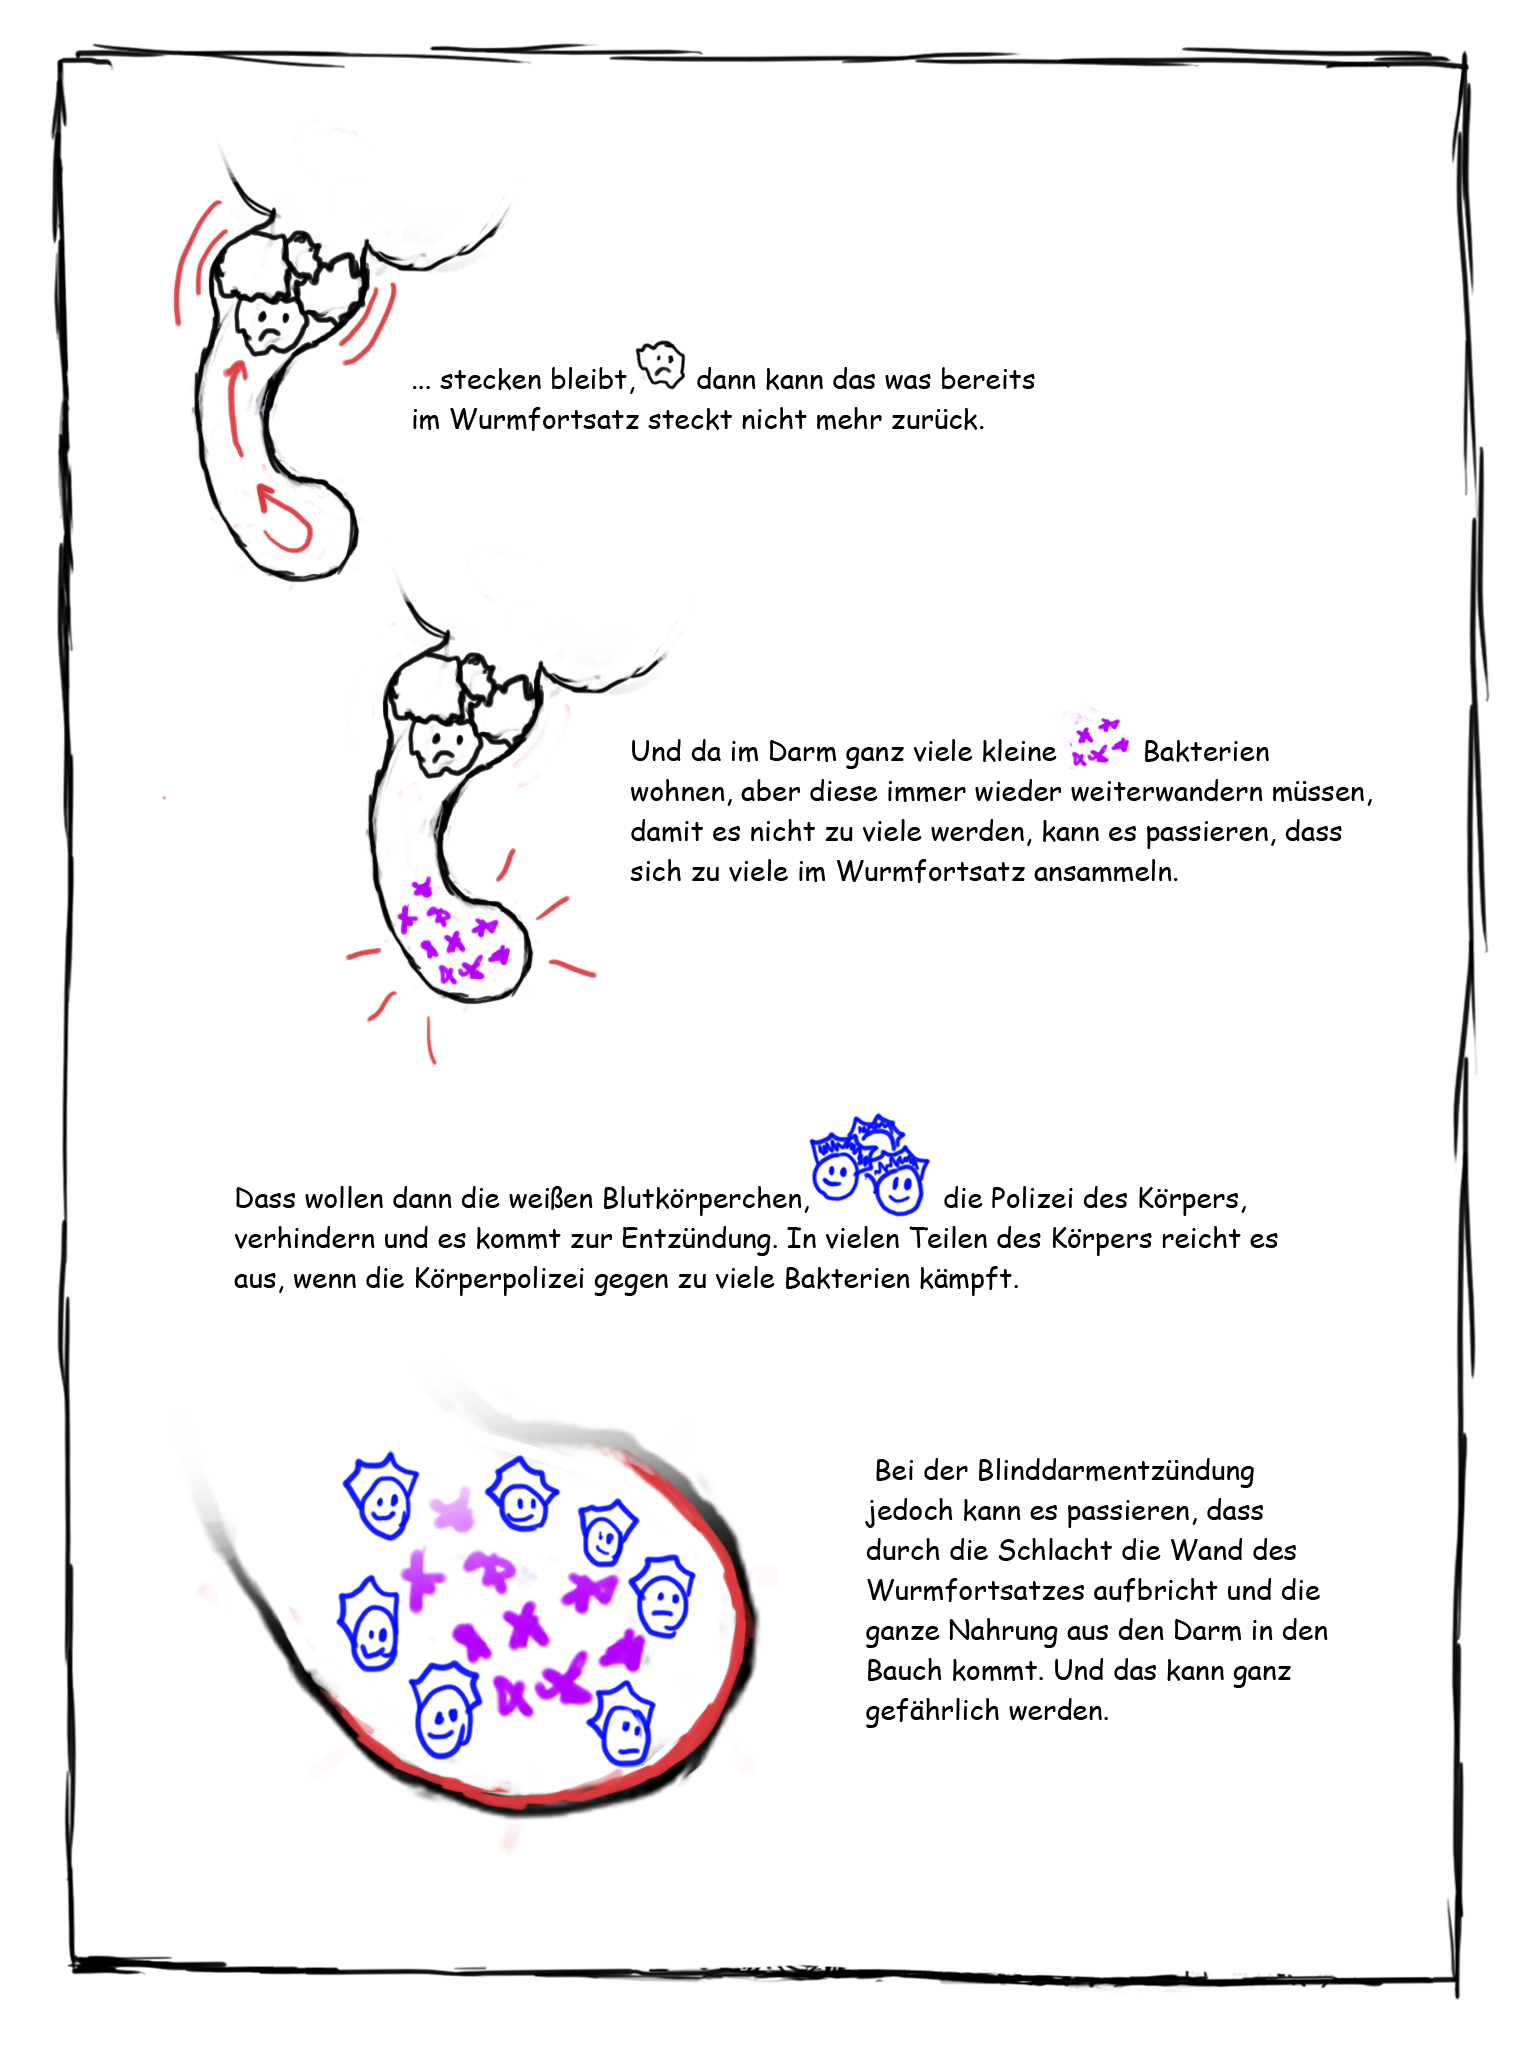 ... stecken bleibt, dann kann das was bereits
im Wurmfortsatz steckt nicht mehr zurück.
Und da im Darm ganz viele kleine Bakterien
wohnen, aber diese immer wieder weiterwandern müssen,
damit es nicht zu viele werden, kann es passieren, dass
sich zu viele im Wurmfortsatz ansammeln.
Dass wollen dann die weißen Blutkörperchen, die Polizei des Körpers,
verhindern und es kommt zur Entzündung. In vielen Teilen des Körpers reicht es
aus, wenn die Körperpolizei gegen zu viele Bakterien kämpft.
Bei der Blinddarmentzündung
jedoch kann es passieren, dass
durch die Schlacht die Wand des
Wurmfortsatzes aufbricht und die
ganze Nahrung aus den Darm in den
Bauch kommt. Und das kann ganz
gefährlich werden.